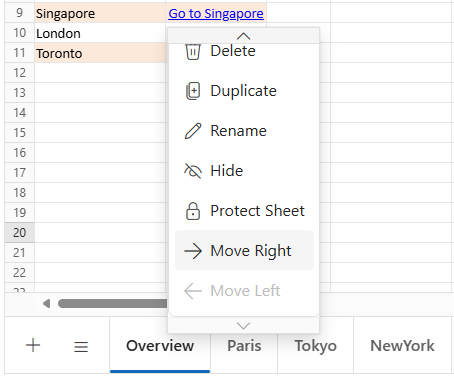 9 Singapore Go to Singapore
10 London
11 Toronto
12
13
14
15
16
17
18
19
20
21
22
Delete
Duplicate
Rename
Hide
Protect Sheet
Move Right
Move Left
Overview Paris Tokyo NewYork